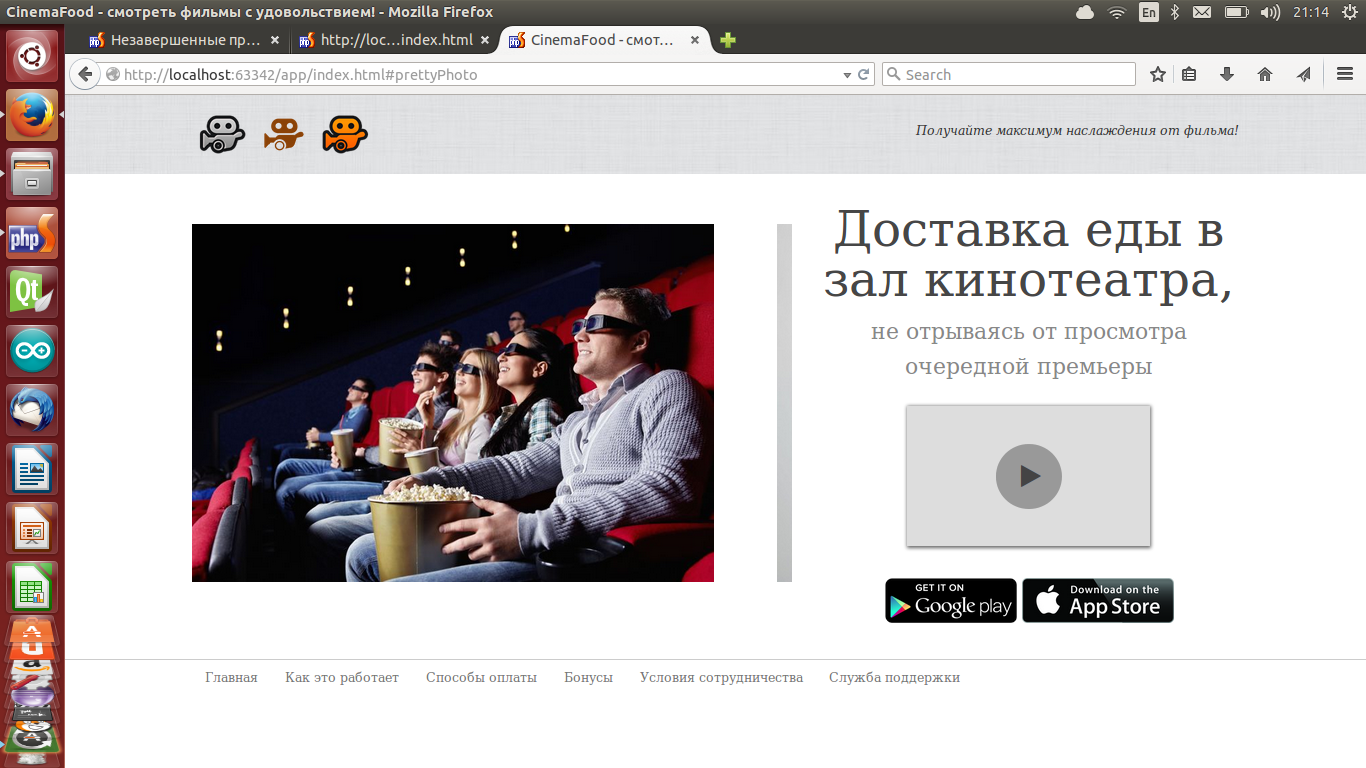 CinemaFood - смотреть фильмы с удовольствием! - Mozilla Firefox
En
21:14
Незавершенные пр...
http://loc...index.html
CinemaFood - смот...
http://localhost:63342/app/index.html#prettyPhoto
Search
Получайте максимум наслаждения от фильма!
Доставка еды в
зал кинотеатра,
не отрываясь от просмотра
очередной премьеры
GET IT ON
Google play
Download on the
App Store
Главная
Как это работает
Способы оплаты
Бонусы
Условия сотрудничества
Служба поддержки
php
Qt